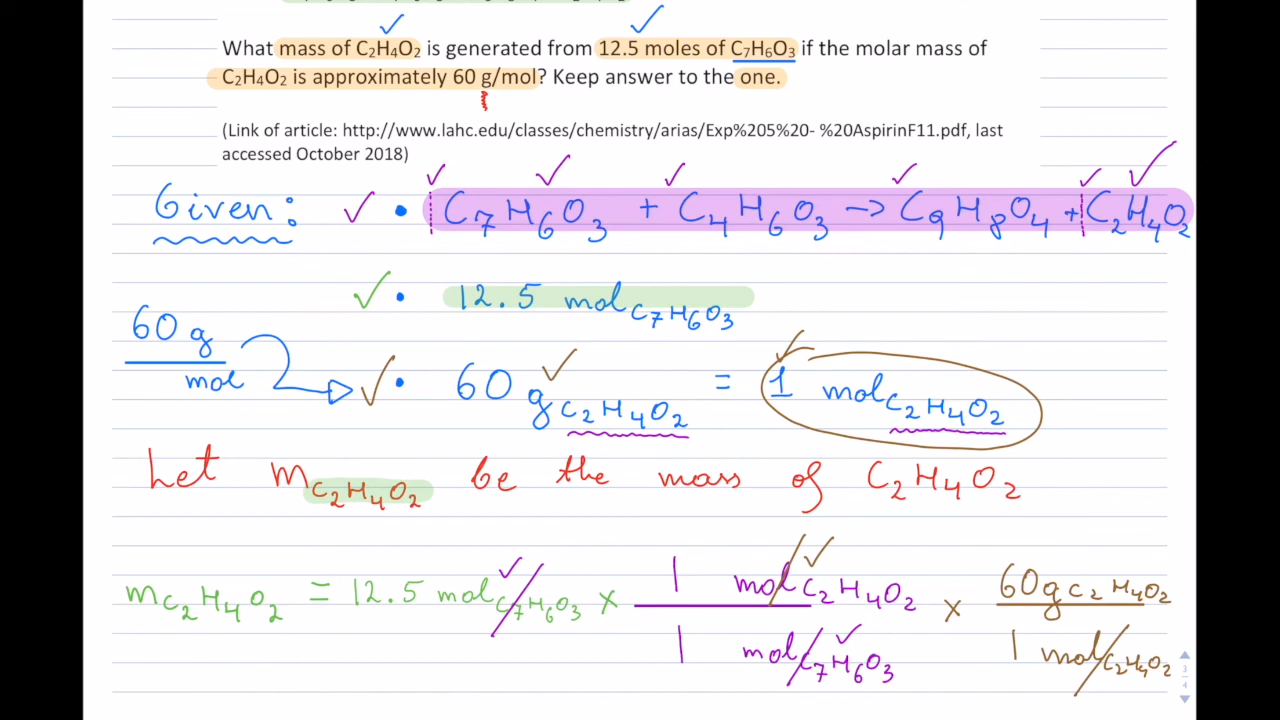 What mass of C2H4O2 is generated from 12.5 moles of C7H6O3 if the molar mass of
C2H4O2 is approximately 60 g/mol? Keep answer to the one.
(Link of article: http://www.lahc.edu/classes/chemistry/arias/Exp%205%20- %20AspirinF11.pdf, last
accessed October 2018)
Given: • C7H6O3 + C4H6O3 → C9H8O4 + C2H4O2
• 12.5 mol C7H6O3
60 g
mol
• 60 g C2H4O2 = 1 mol C2H4O2
Let m C2H4O2 be the mass of C2H4O2
m C2H4O2 = 12.5 mol C7H6O3 × 1 mol C2H4O2 × 60 g C2H4O2
1 mol C7H6O3 1 mol C2H4O2
3
4